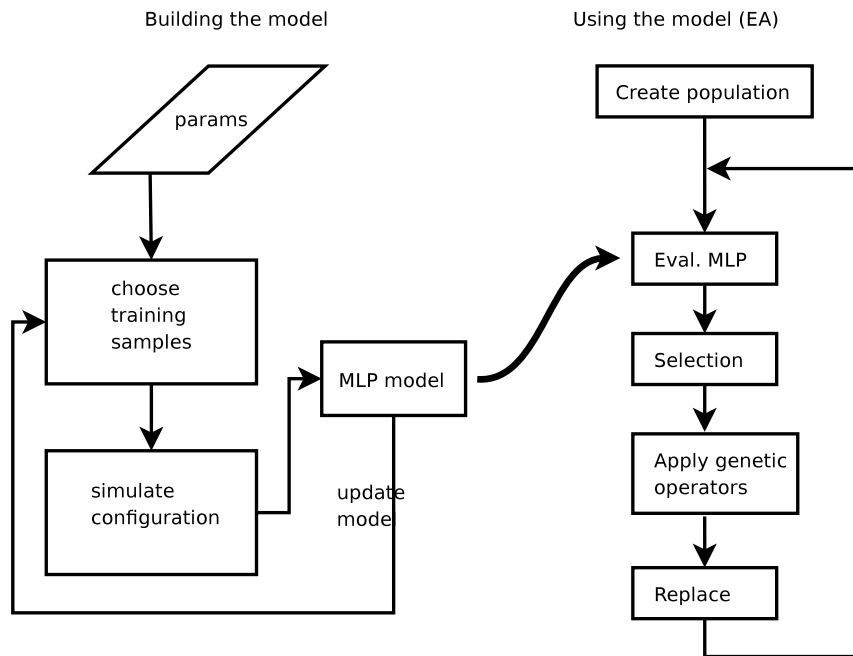 Building the model
params
choose
training
samples
simulate
configuration
MLP model
update
model
Using the model (EA)
Create population
Eval. MLP
Selection
Apply genetic
operators
Replace